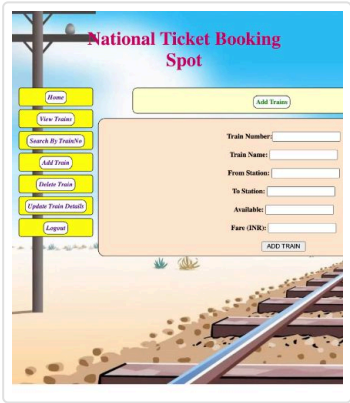 National Ticket Booking
Spot
Home
View Trains
Search By TrainNo
Add Train
Delete Train
Update Train Details
Logout
Add Trains
Train Number:
Train Name:
From Station:
To Station:
Available:
Fare (INR):
ADD TRAIN